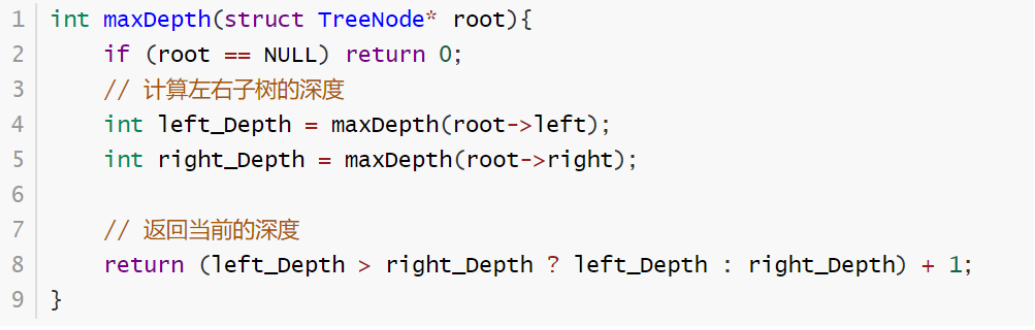 1 int maxDepth(struct TreeNode* root){
2     if (root == NULL) return 0;
3     // 计算左右子树的深度
4     int left_Depth = maxDepth(root->left);
5     int right_Depth = maxDepth(root->right);
6
7     // 返回当前的深度
8     return (left_Depth > right_Depth ? left_Depth : right_Depth) + 1;
9 }